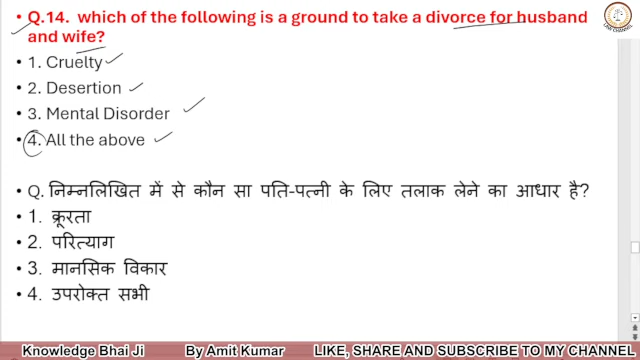 • Q.14. which of the following is a ground to take a divorce for husband
and wife?
• 1. Cruelty
• 2. Desertion
• 3. Mental Disorder
• 4. All the above
• Q. निम्नलिखित में से कौन सा पति-पत्नी के लिए तलाक लेने का आधार है?
• 1. क्रूरता
• 2. परित्याग
• 3. मानसिक विकार
• 4. उपरोक्त सभी
Knowledge Bhai Ji By Amit Kumar LIKE, SHARE AND SUBSCRIBE TO MY CHANNEL